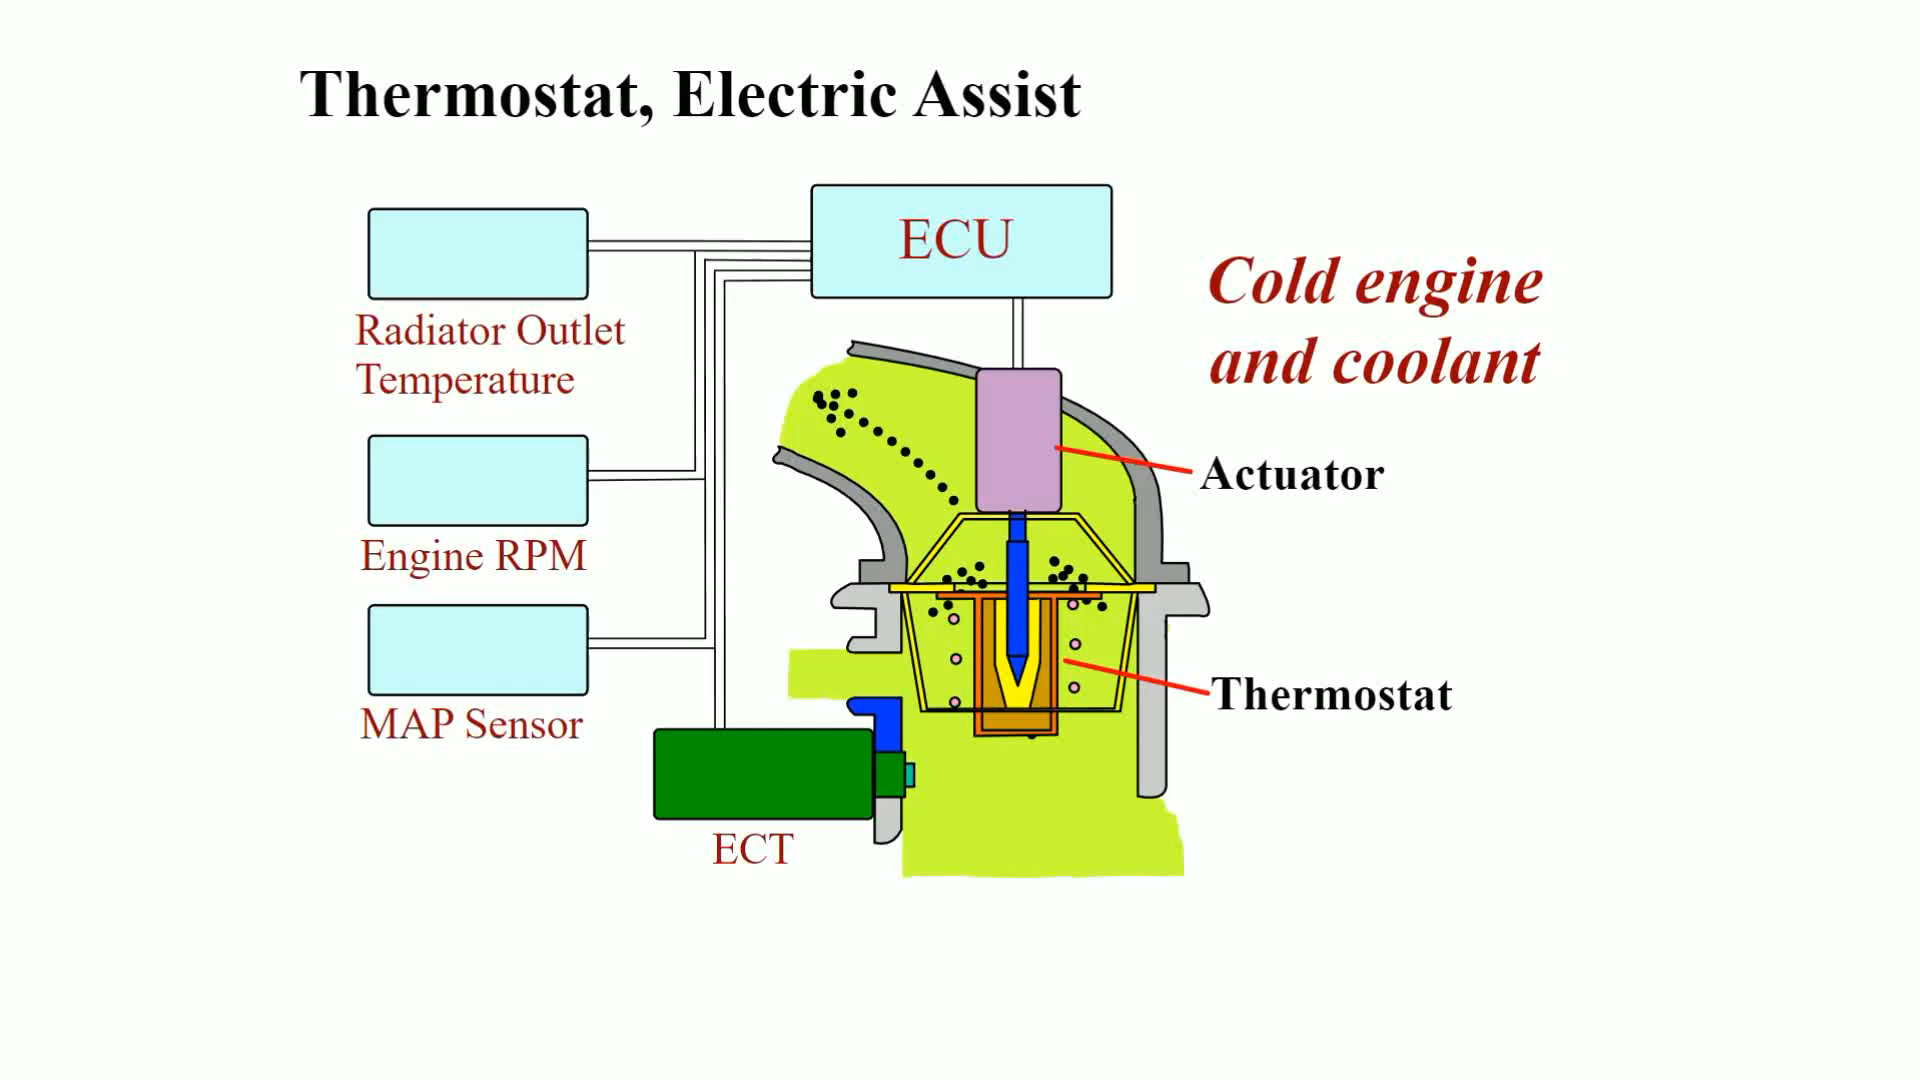 Thermostat, Electric Assist
ECU
Radiator Outlet
Temperature
Cold engine
and coolant
Actuator
Engine RPM
Thermostat
MAP Sensor
ECT